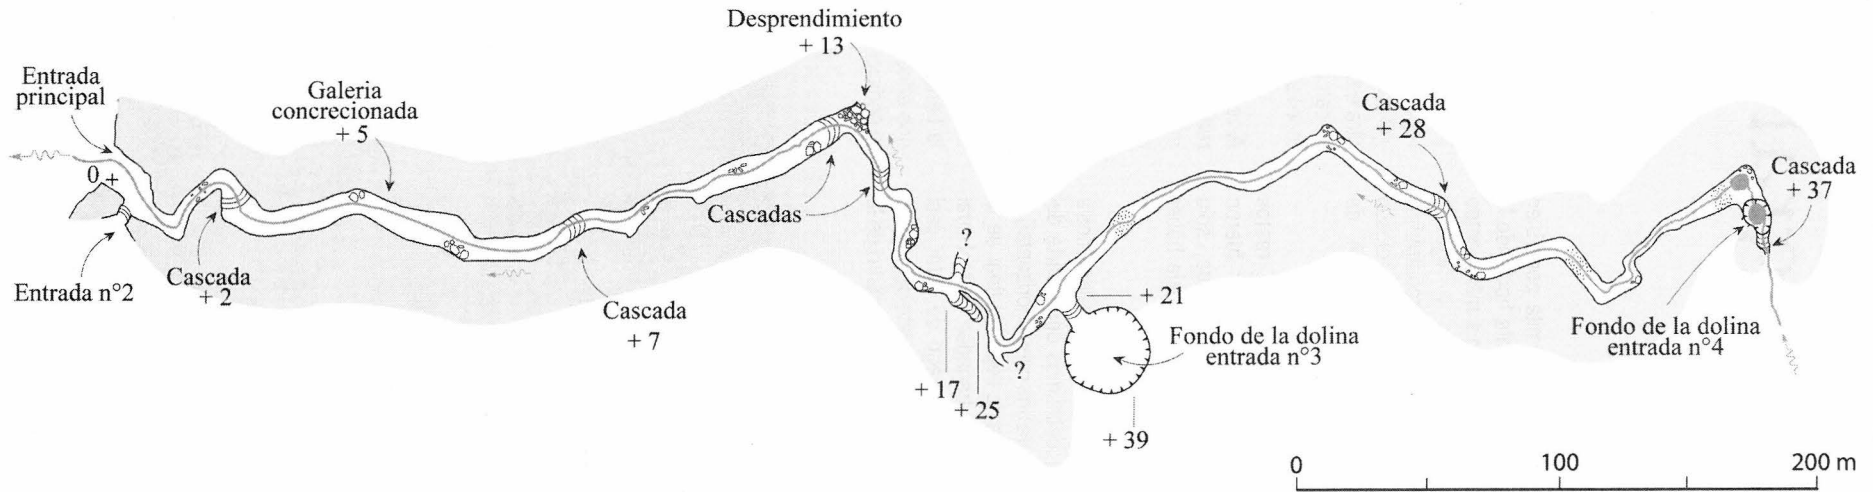 Desprendimiento
+ 13
Entrada
principal
Galeria
concrecionada
+ 5
Cascada
+ 28
Cascada
+ 37
0 +
Cascadas
?
Cascada
+ 2
Entrada n°2
Cascada
+ 7
+ 21
Fondo de la dolina
entrada n°3
Fondo de la dolina
entrada n°4
?
+ 17
+ 25
+ 39
0
100
200 m